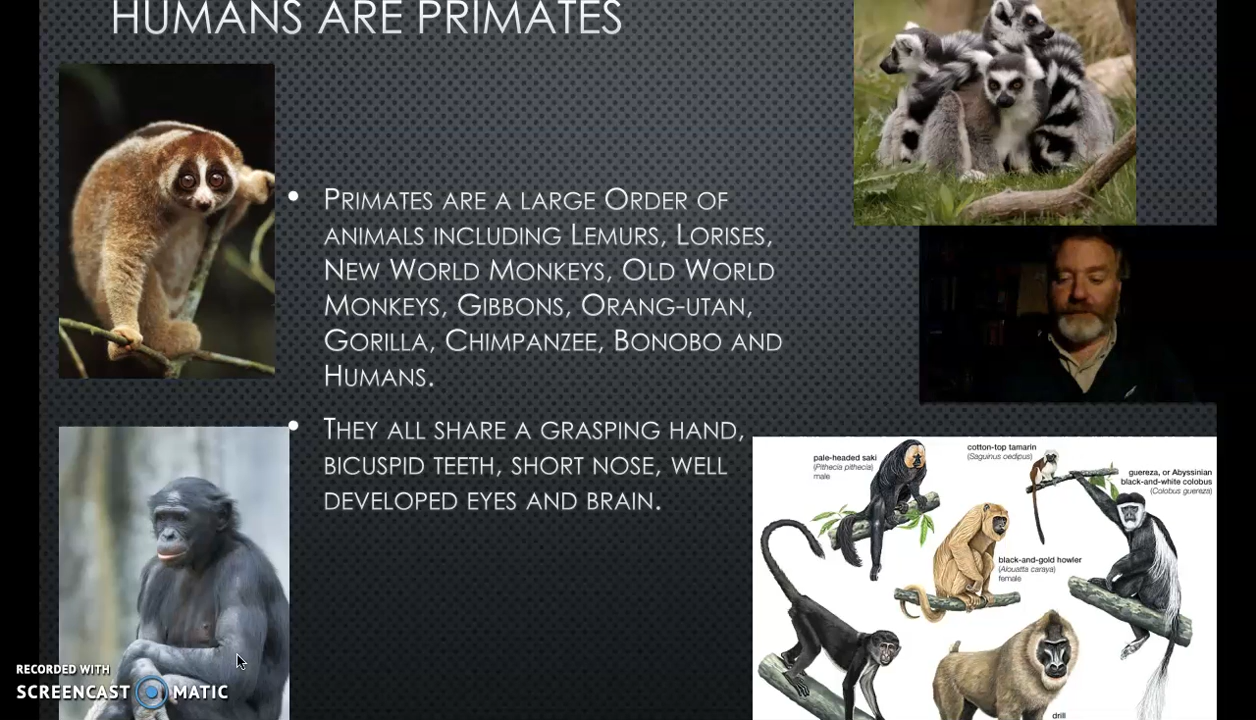 HUMANS ARE PRIMATES
PRIMATES ARE A LARGE ORDER OF
ANIMALS INCLUDING LEMURS, LORISES,
NEW WORLD MONKEYS, OLD WORLD
MONKEYS, GIBBONS, ORANG-UTAN,
GORILLA, CHIMPANZEE, BONOBO AND
HUMANS.
THEY ALL SHARE A GRASPING HAND,
BICUSPID TEETH, SHORT NOSE, WELL
DEVELOPED EYES AND BRAIN.
pale-headed saki
(Pithecia pithecia)
male
cotton-top tamarin
(Saguinus oedipus)
guereza, or Abyssinian
black-and-white colobus
(Colobus guereza)
black-and-gold howler
(Alouatta caraya)
female
drill
RECORDED WITH
SCREENCAST MATIC